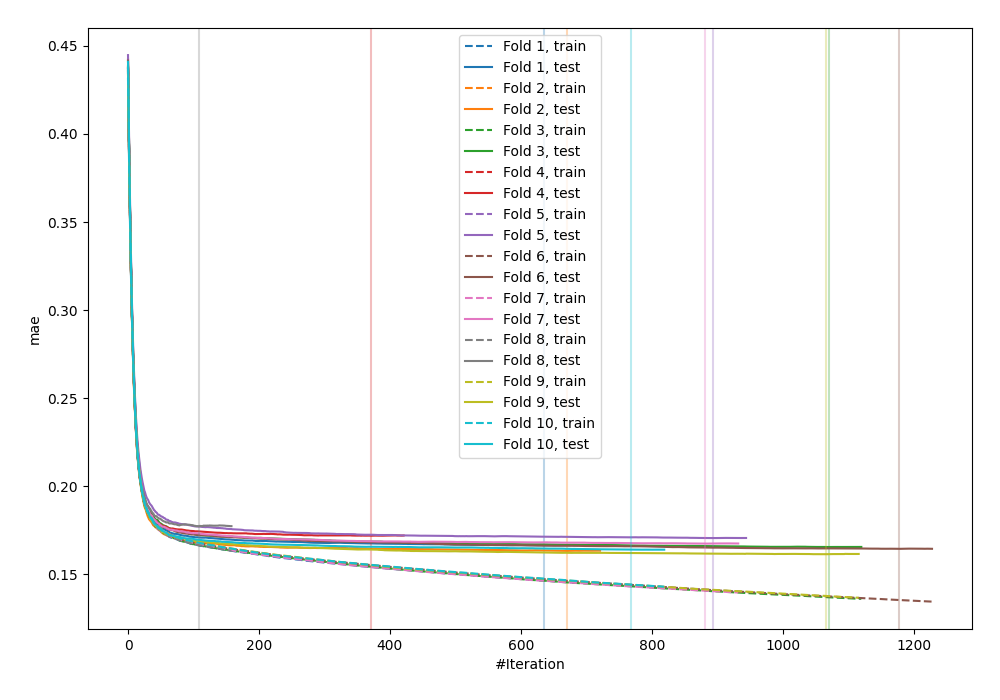 0.45
0.40
0.35
0.30
0.25
0.20
0.15
mae
0
200
400
600
800
1000
1200
#Iteration
Fold 1, train
Fold 1, test
Fold 2, train
Fold 2, test
Fold 3, train
Fold 3, test
Fold 4, train
Fold 4, test
Fold 5, train
Fold 5, test
Fold 6, train
Fold 6, test
Fold 7, train
Fold 7, test
Fold 8, train
Fold 8, test
Fold 9, train
Fold 9, test
Fold 10, train
Fold 10, test